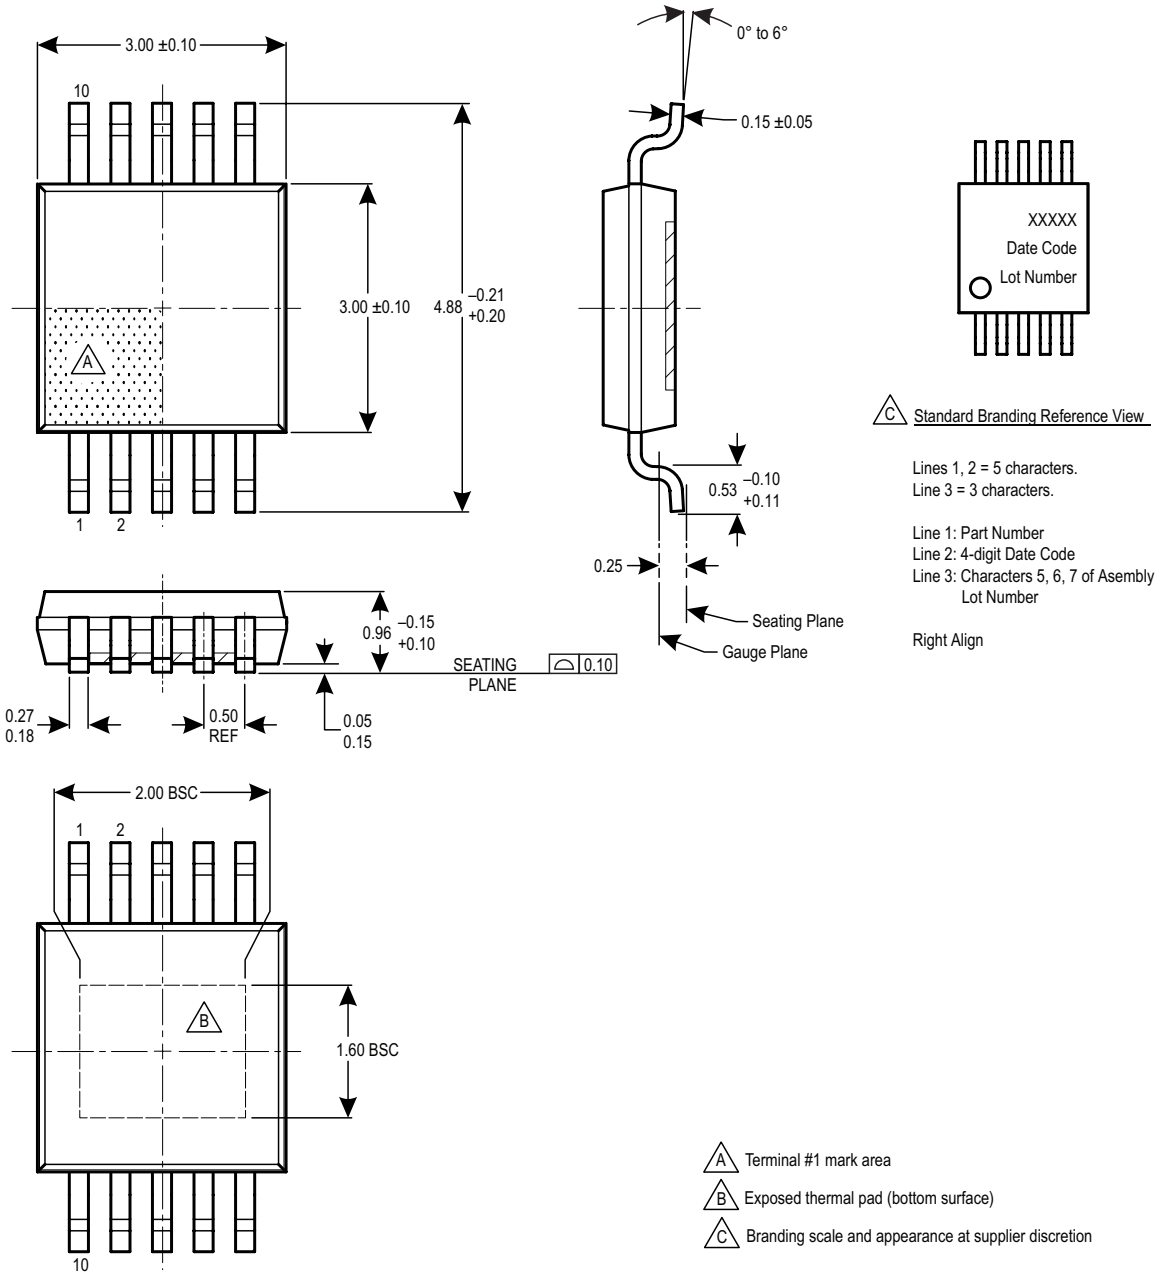 3.00 ±0.10
0° to 6°
10
0.15 ±0.05
XXXXX
Date Code
Lot Number
3.00 ±0.10
4.88 –0.21
+0.20
A
C Standard Branding Reference View
Lines 1, 2 = 5 characters.
Line 3 = 3 characters.
Line 1: Part Number
Line 2: 4-digit Date Code
Line 3: Characters 5, 6, 7 of Asembly
Lot Number
Right Align
0.53 –0.10
+0.11
1 2
0.25
Seating Plane
Gauge Plane
0.96 –0.15
+0.10
SEATING
PLANE
0.10
0.27
0.18
0.50
REF
0.05
0.15
2.00 BSC
1 2
B
1.60 BSC
10
A Terminal #1 mark area
B Exposed thermal pad (bottom surface)
C Branding scale and appearance at supplier discretion